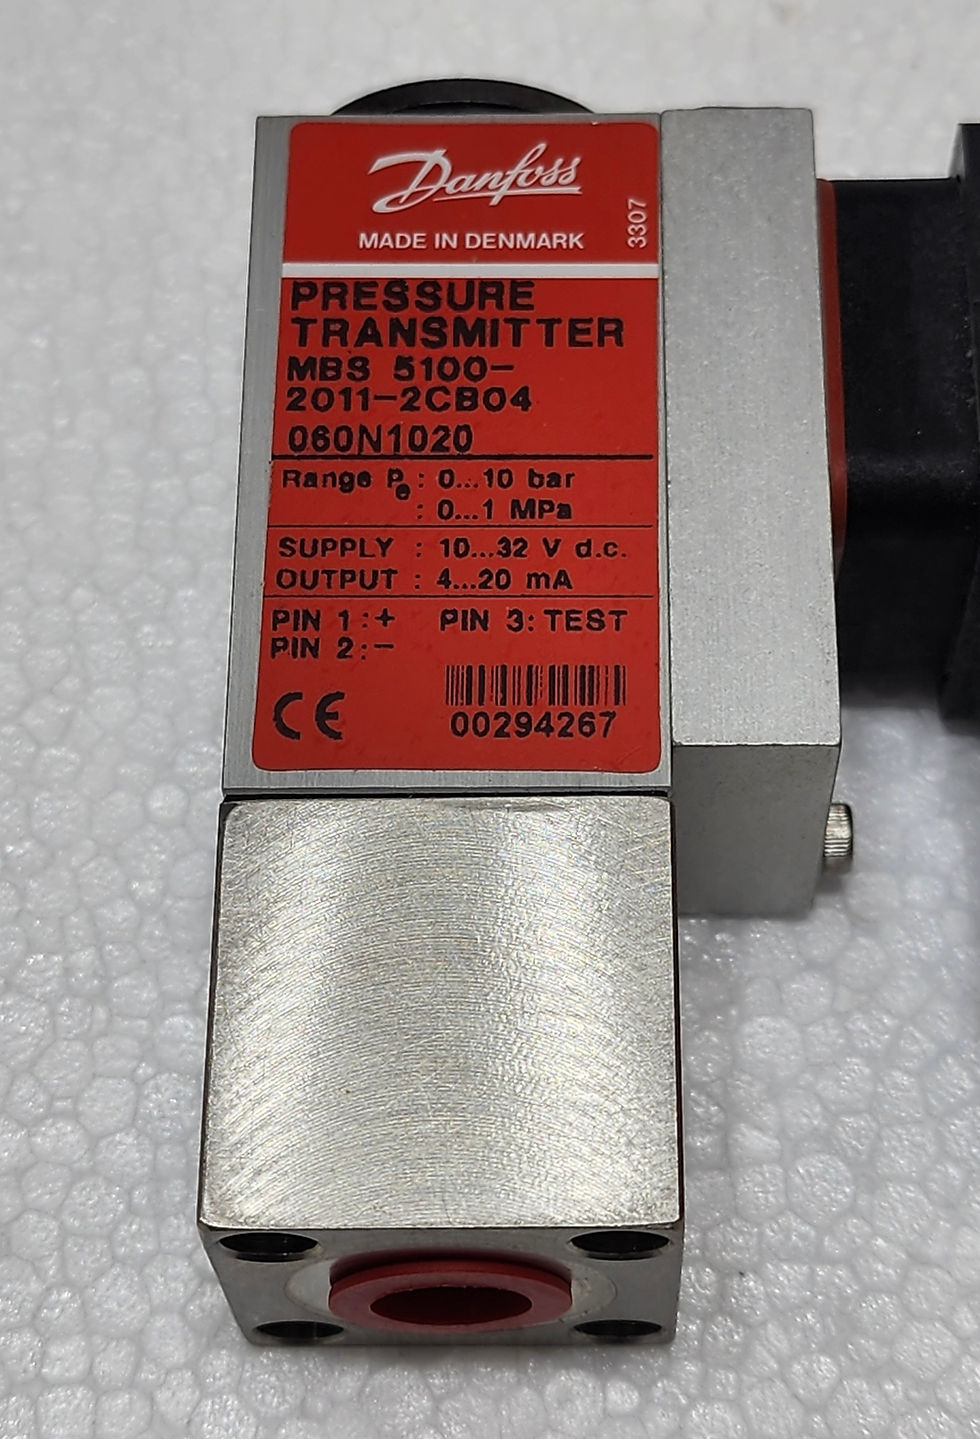 Danfoss
MADE IN DENMARK
3307
PRESSURE
TRANSMITTER
MBS 5100-
2011-2CB04
060N1020
Range Pe : 0...10 bar
: 0...1 MPa
SUPPLY : 10...32 V d.c.
OUTPUT : 4...20 mA
PIN 1 : + PIN 3: TEST
PIN 2 : -
CE
00294267